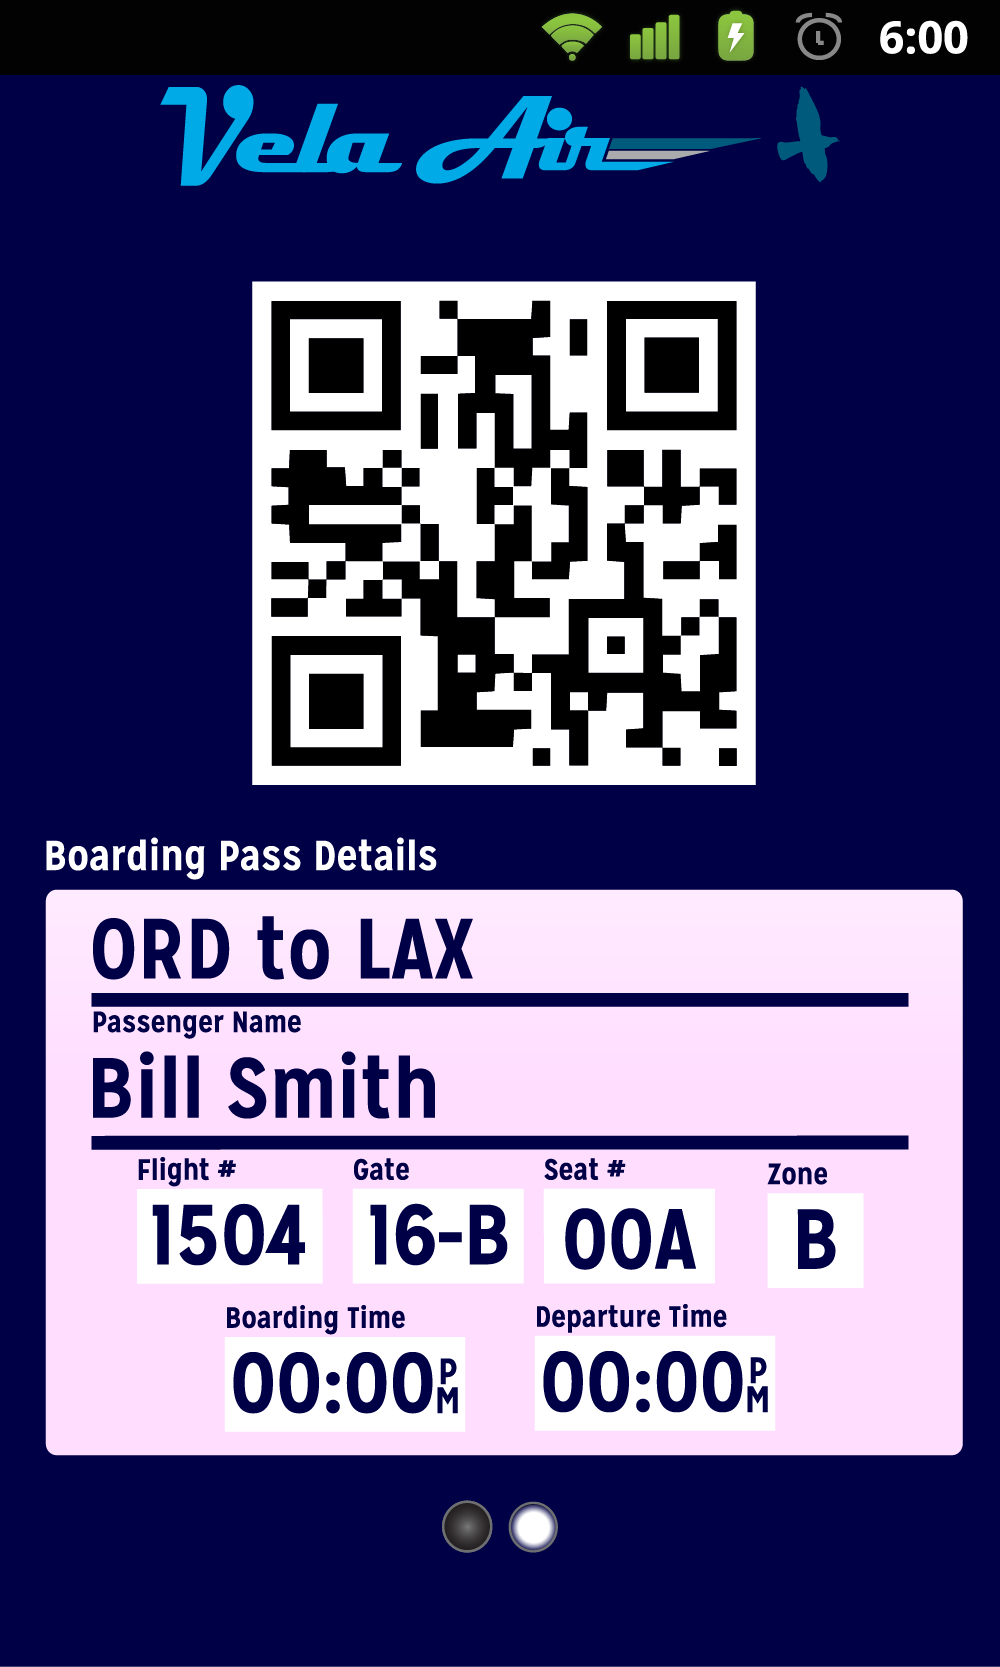 6:00
Vela Air
Boarding Pass Details
ORD to LAX
Passenger Name
Bill Smith
Flight # Gate Seat # Zone
1504 16-B 00A B
Boarding Time Departure Time
00:00PM 00:00PM